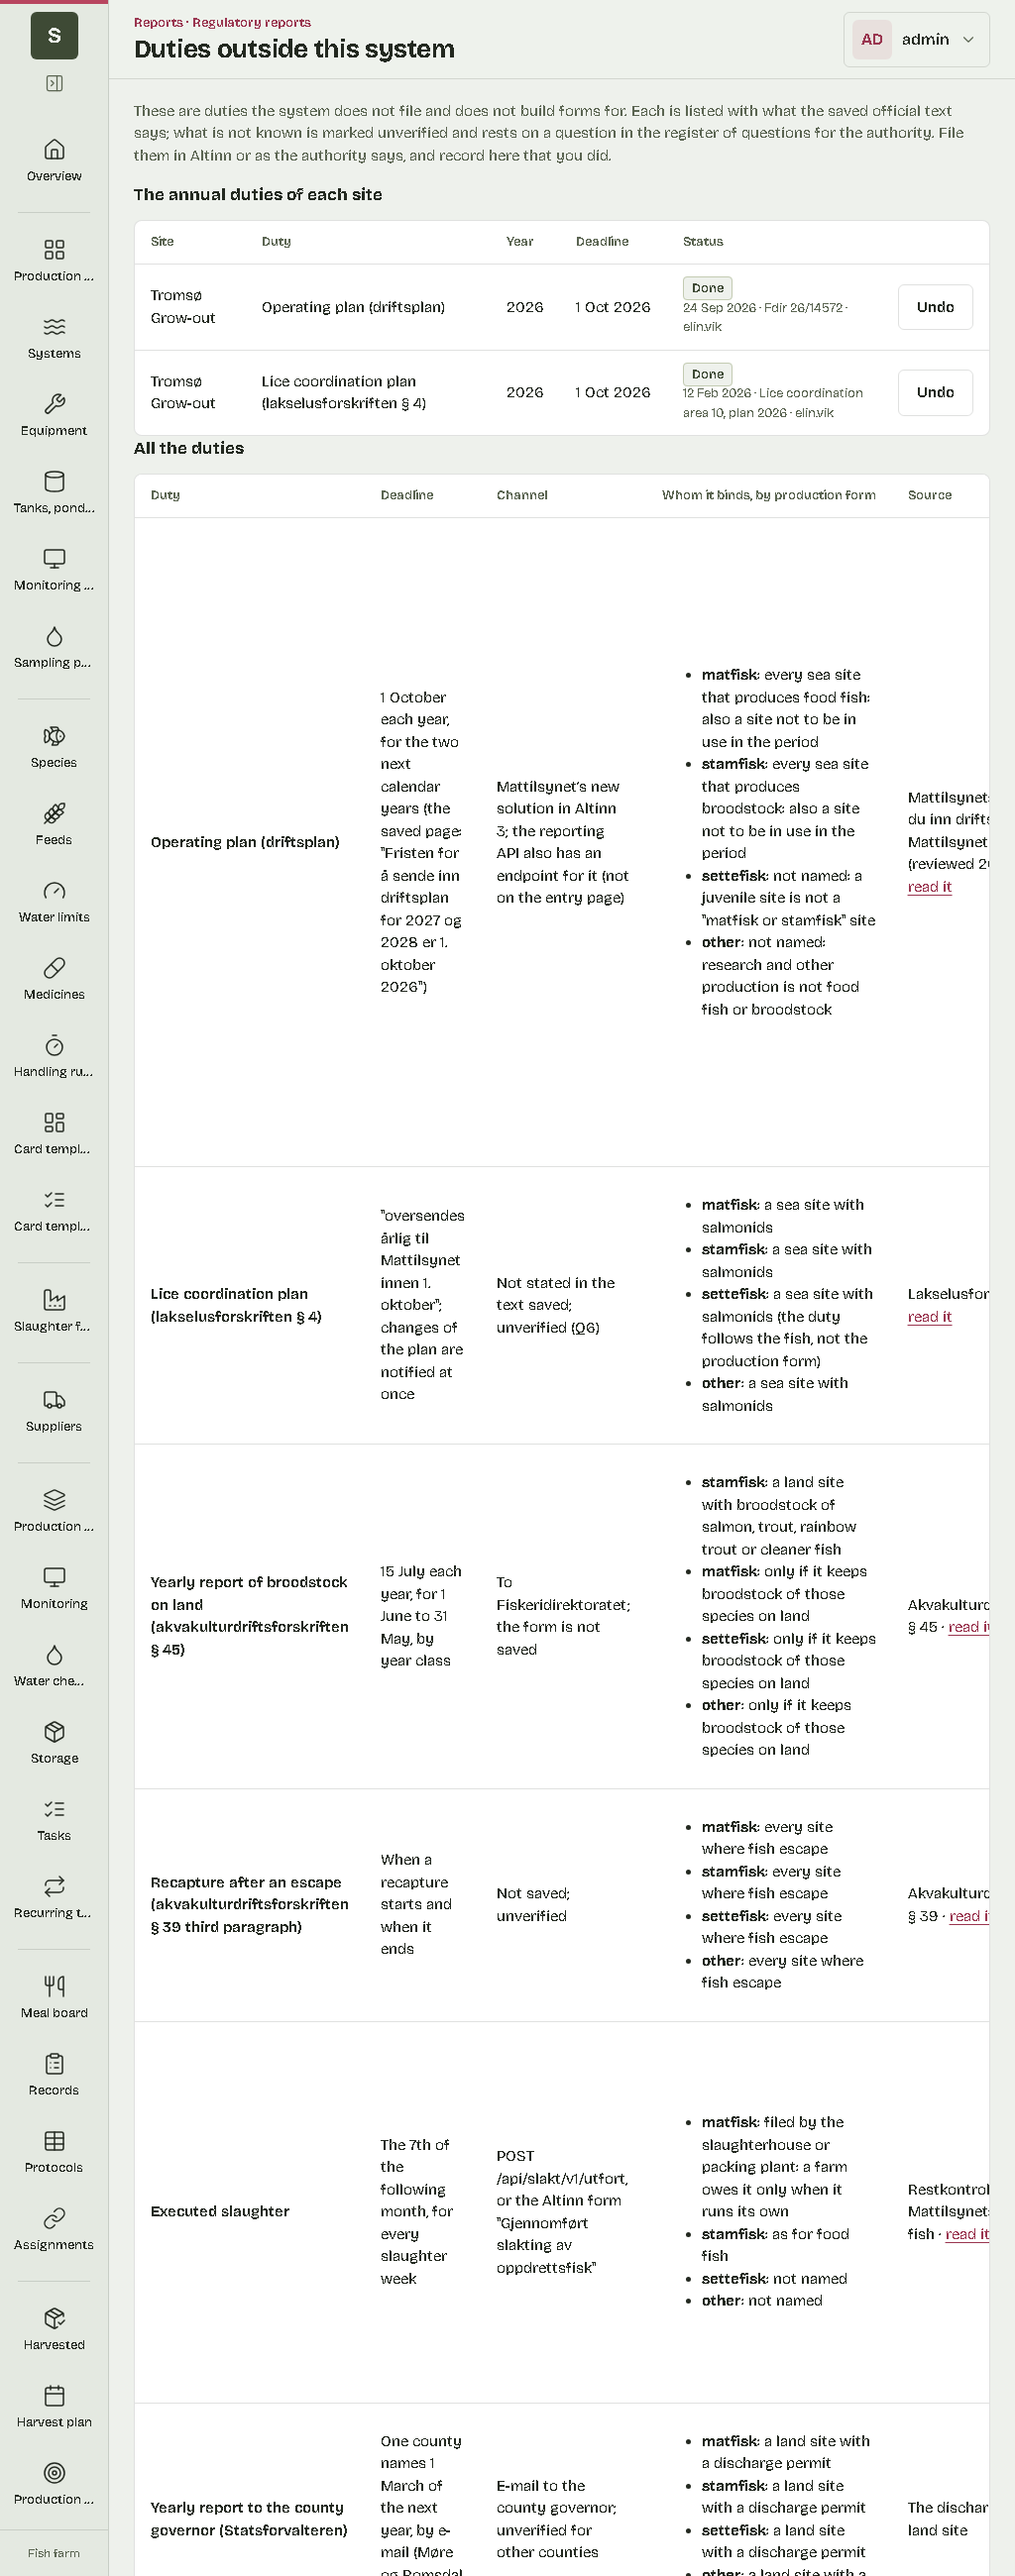 S
Overview
Production ...
Systems
Equipment
Tanks, pond...
Monitoring ...
Sampling p...
Species
Feeds
Water limits
Medicines
Handling ru...
Card templ...
Card templ...
Slaughter f...
Suppliers
Production ...
Monitoring
Water che...
Storage
Tasks
Recurring t...
Meal board
Records
Protocols
Assignments
Harvested
Harvest plan
Production ...
Fish farm
Reports · Regulatory reports
Duties outside this system
AD admin
These are duties the system does not file and does not build forms for. Each is listed with what the saved official text
says; what is not known is marked unverified and rests on a question in the register of questions for the authority. File
them in Altinn or as the authority says, and record here that you did.
The annual duties of each site
Site Duty Year Deadline Status
Tromsø
Grow-out
Operating plan (driftsplan)
2026
1 Oct 2026
Done
24 Sep 2026 · Fdir 26/14572 ·
elin.vik
Undo
Tromsø
Grow-out
Lice coordination plan
(lakselusforskriften § 4)
2026
1 Oct 2026
Done
12 Feb 2026 · Lice coordination
area 10, plan 2026 · elin.vik
Undo
All the duties
Duty Deadline Channel Whom it binds, by production form Source
Operating plan (driftsplan)
1 October
each year,
for the two
next
calendar
years (the
saved page:
"Fristen for
å sende inn
driftsplan
for 2027 og
2028 er 1.
oktober
2026")
Mattilsynet's new
solution in Altinn
3; the reporting
API also has an
endpoint for it (not
on the entry page)
• matfisk: every sea site
that produces food fish:
also a site not to be in
use in the period
• stamfisk: every sea site
that produces
broodstock: also a site
not to be in use in the
period
• settefisk: not named: a
juvenile site is not a
"matfisk or stamfisk" site
• other: not named:
research and other
production is not food
fish or broodstock
Mattilsynet
du inn drifts
Mattilsynet
(reviewed 2
read it
Lice coordination plan
(lakselusforskriften § 4)
"oversendes
årlig til
Mattilsynet
innen 1.
oktober";
changes of
the plan are
notified at
once
Not stated in the
text saved;
unverified (Q6)
• matfisk: a sea site with
salmonids
• stamfisk: a sea site with
salmonids
• settefisk: a sea site with
salmonids (the duty
follows the fish, not the
production form)
• other: a sea site with
salmonids
Lakselusfor
read it
Yearly report of broodstock
on land
(akvakulturdriftsforskriften
§ 45)
15 July each
year, for 1
June to 31
May, by
year class
To
Fiskeridirektoratet;
the form is not
saved
• stamfisk: a land site
with broodstock of
salmon, trout, rainbow
trout or cleaner fish
• matfisk: only if it keeps
broodstock of those
species on land
• settefisk: only if it keeps
broodstock of those
species on land
• other: only if it keeps
broodstock of those
species on land
Akvakulturd
§ 45 · read it
Recapture after an escape
(akvakulturdriftsforskriften
§ 39 third paragraph)
When a
recapture
starts and
when it
ends
Not saved;
unverified
• matfisk: every site
where fish escape
• stamfisk: every site
where fish escape
• settefisk: every site
where fish escape
• other: every site where
fish escape
Akvakulturd
§ 39 · read it
Executed slaughter
The 7th of
the
following
month, for
every
slaughter
week
POST
/api/slakt/v1/utfort,
or the Altinn form
"Gjennomført
slakting av
oppdrettsfisk"
• matfisk: filed by the
slaughterhouse or
packing plant: a farm
owes it only when it
runs its own
• stamfisk: as for food
fish
• settefisk: not named
• other: not named
Restkontrol
Mattilsynet
fish · read it
Yearly report to the county
governor (Statsforvalteren)
One county
names 1
March of
the next
year, by e-
mail (Møre
og Romsdal
E-mail to the
county governor;
unverified for
other counties
• matfisk: a land site with
a discharge permit
• stamfisk: a land site
with a discharge permit
• settefisk: a land site
with a discharge permit
• other: a land site with a
The dischar
land site